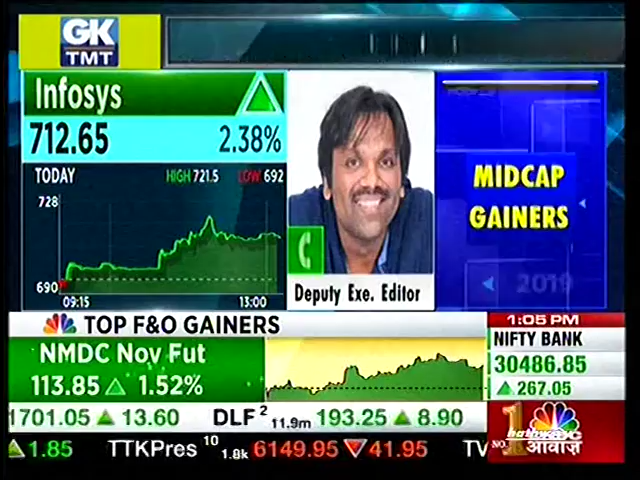 GK
TMT
Infosys
712.65 2.38%
TODAY HIGH 721.5 LOW 692
728
690
09:15 13:00
Deputy Exe. Editor
MIDCAP
GAINERS
2019
TOP F&O GAINERS
NMDC Nov Fut
113.85 1.52%
1:05 PM
NIFTY BANK
30486.85
267.05
1701.05 13.60 DLF 2 11.9m 193.25 8.90
1.85 TTKPres 10 1.8k 6149.95 41.95 TV
NO. 1
आवाज़